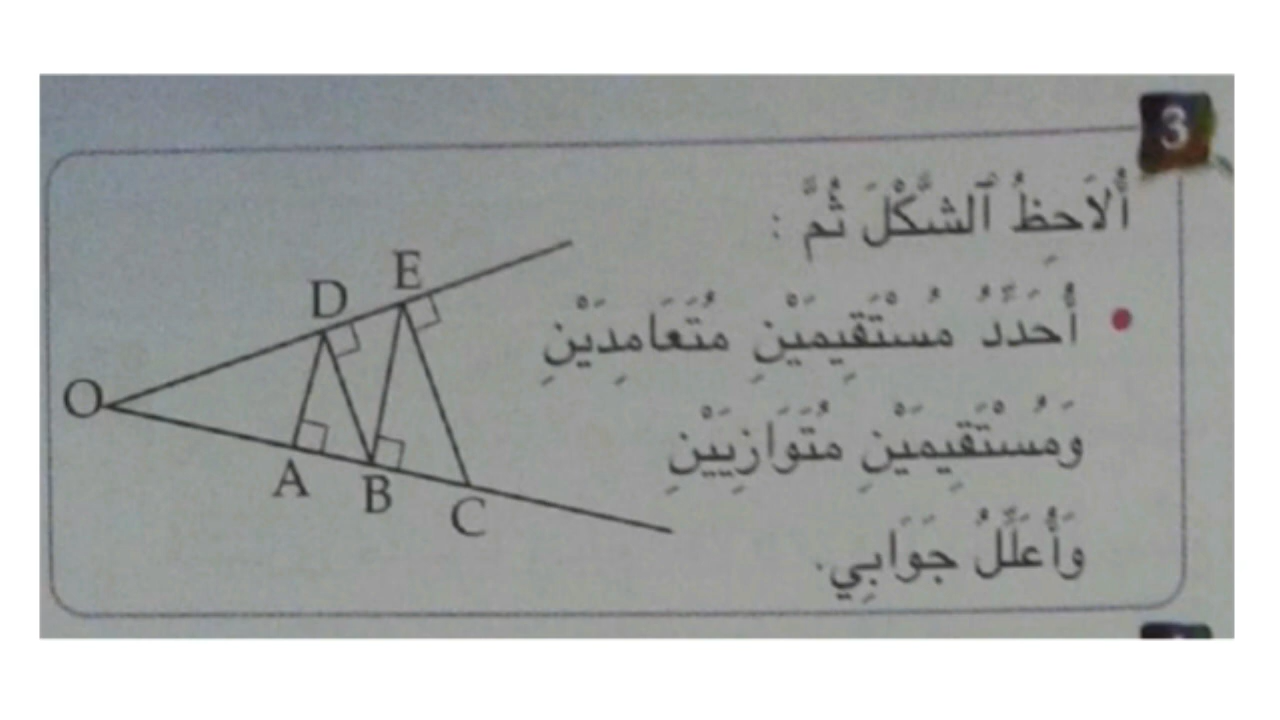 3
أُلَاحِظُ ٱلشَّكْلَ ثُمَّ :
أُحَدِّدُ مُسْتَقِيمَيْنِ مُتَعَامِدَيْنِ
وَمُسْتَقِيمَيْنِ مُتَوَازِيَيْنِ
وَأُعَلِّلُ جَوَابِي.
E
D
O
A
B
C